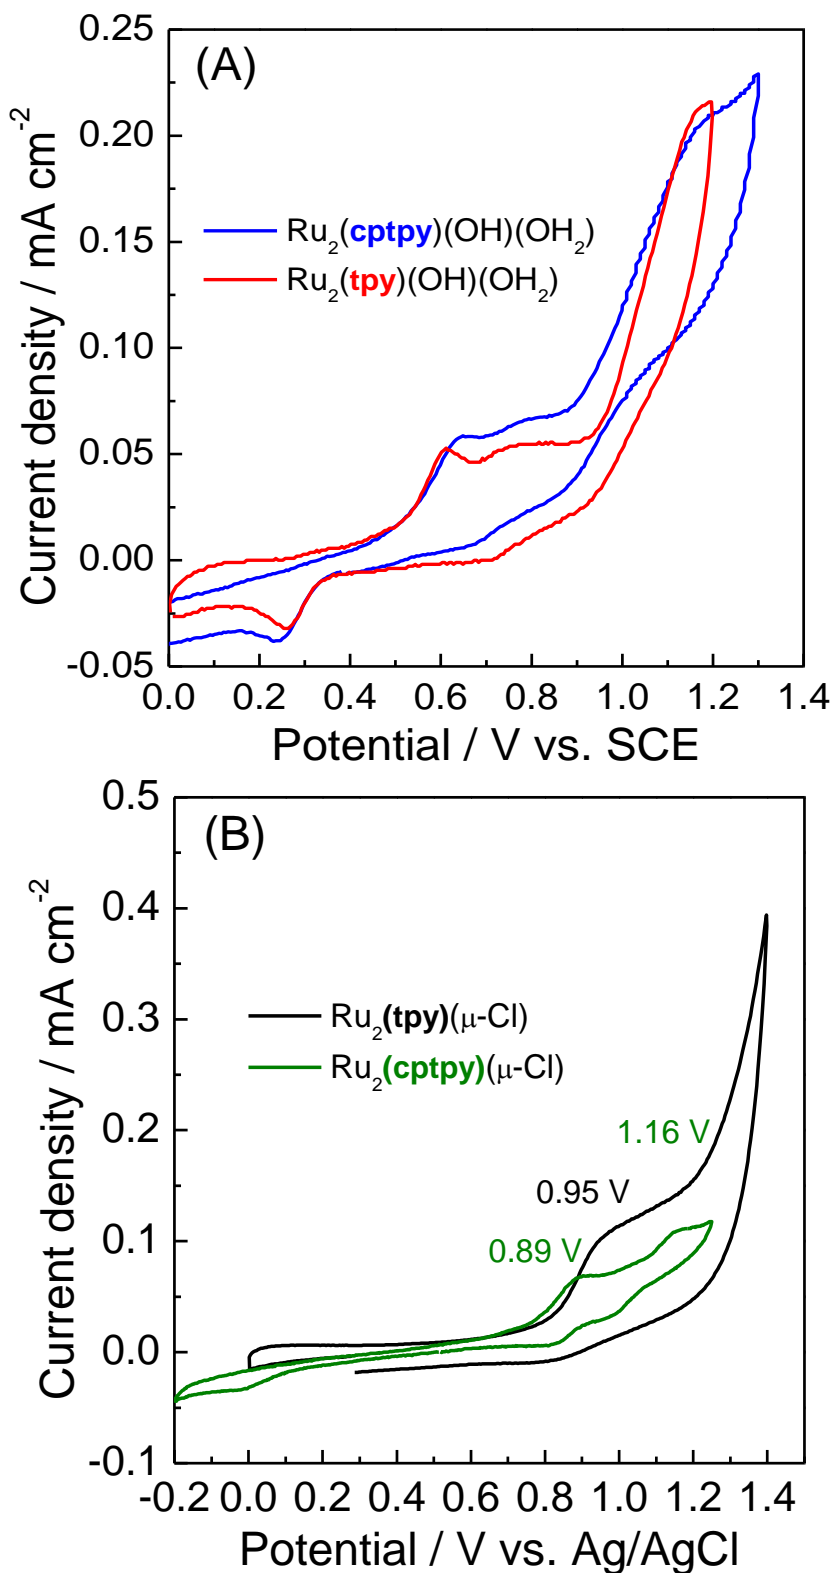 (A)
0.25
0.20
0.15
0.10
0.05
0.00
-0.05
Current density / mA cm⁻²
Ru₂(cptpy)(OH)(OH₂)
Ru₂(tpy)(OH)(OH₂)
0.0 0.2 0.4 0.6 0.8 1.0 1.2 1.4
Potential / V vs. SCE
(B)
0.5
0.4
0.3
0.2
0.1
0.0
-0.1
Current density / mA cm⁻²
Ru₂(tpy)(μ-Cl)
Ru₂(cptpy)(μ-Cl)
1.16 V
0.95 V
0.89 V
-0.2 0.0 0.2 0.4 0.6 0.8 1.0 1.2 1.4
Potential / V vs. Ag/AgCl